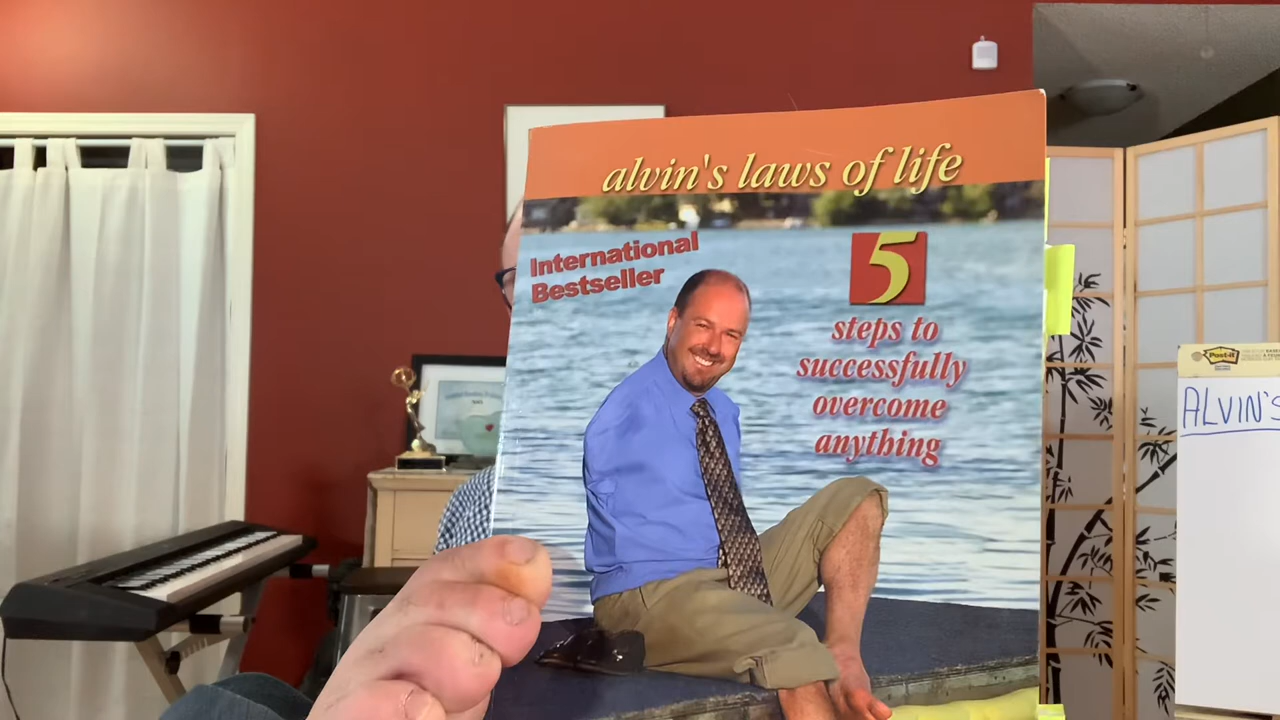 alvin's laws of life
International
Bestseller
5
steps to
successfully
overcome
anything
Post-it
ALVIN'S